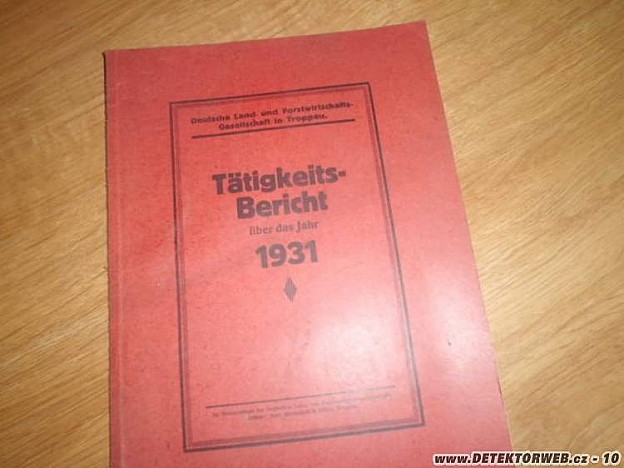 Deutsche Land- und Forstwirtschafts-
Gesellschaft in Troppau.
Tätigkeits-
Bericht
über das Jahr
1931
www.DETEKTORWEB.cz - 10